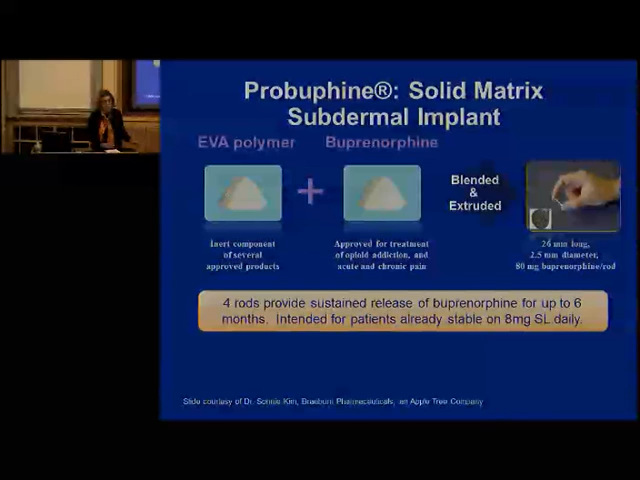 Probuphine®: Solid Matrix
Subdermal Implant
EVA polymer
Buprenorphine
+
Blended
&
Extruded
Inert component
of several
approved products
Approved for treatment
of opioid addiction, and
acute and chronic pain
26 mm long,
2.5 mm diameter,
80 mg buprenorphine/rod
4 rods provide sustained release of buprenorphine for up to 6
months. Intended for patients already stable on 8mg SL daily.
Slide courtesy of Dr. Sonnie Kim, Braeburn Pharmaceuticals, an Apple Tree Company